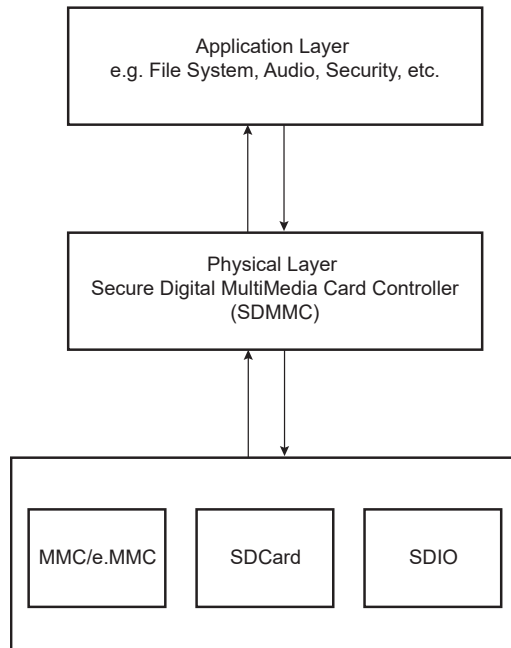 Application Layer
e.g. File System, Audio, Security, etc.
Physical Layer
Secure Digital MultiMedia Card Controller
(SDMMC)
MMC/e.MMC
SDCard
SDIO